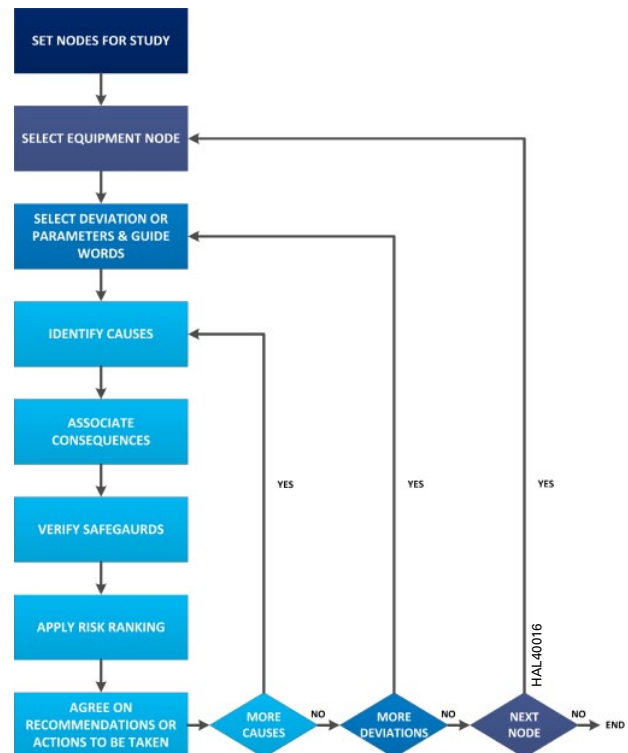 SET NODES FOR STUDY
SELECT EQUIPMENT NODE
SELECT DEVIATION OR
PARAMETERS & GUIDE
WORDS
IDENTIFY CAUSES
ASSOCIATE
CONSEQUENCES
YES
YES
YES
VERIFY SAFEGAURDS
APPLY RISK RANKING
HAL40016
AGREE ON
RECOMMENDATIONS OR
ACTIONS TO BE TAKEN
MORE
CAUSES
NO
MORE
DEVIATIONS
NO
NEXT
NODE
NO
END